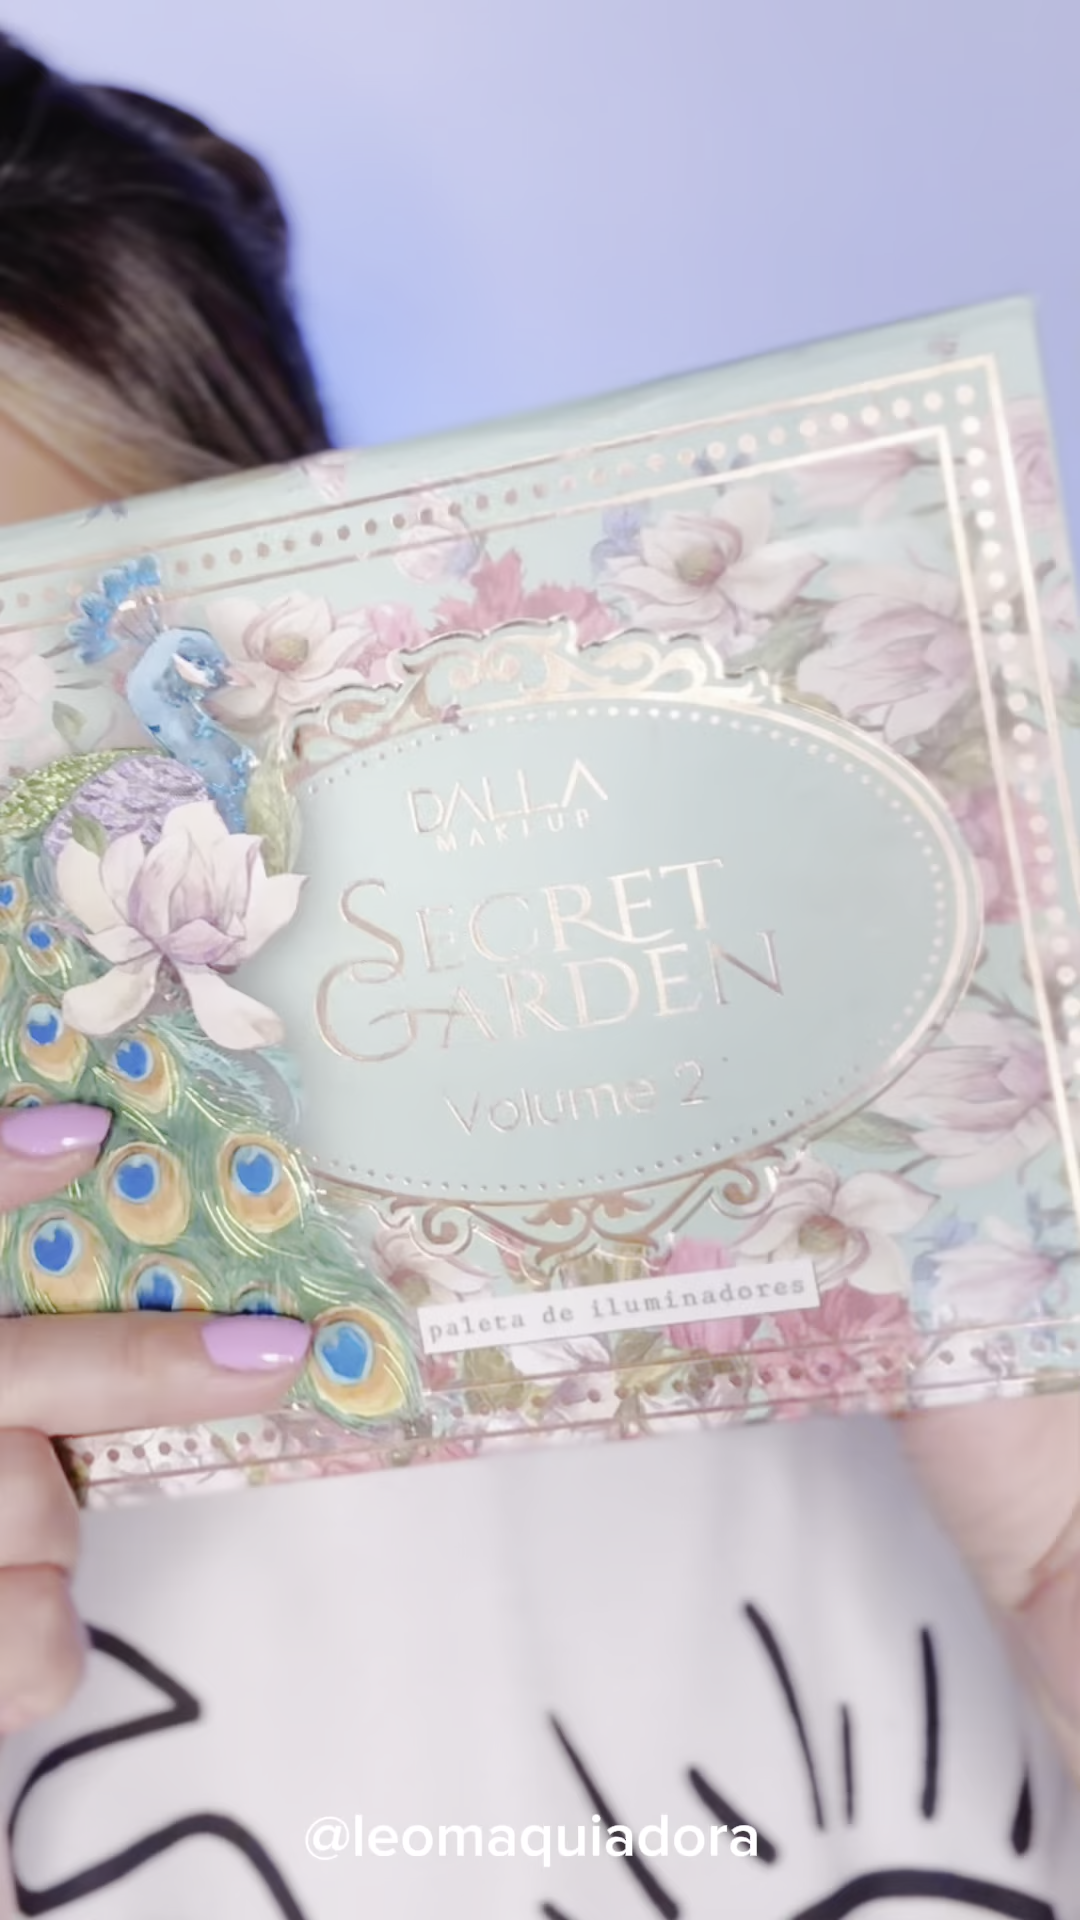 DALLA
MAKEUP
SECRET
GARDEN
Volume 2
paleta de iluminadores
@leomaquiadora